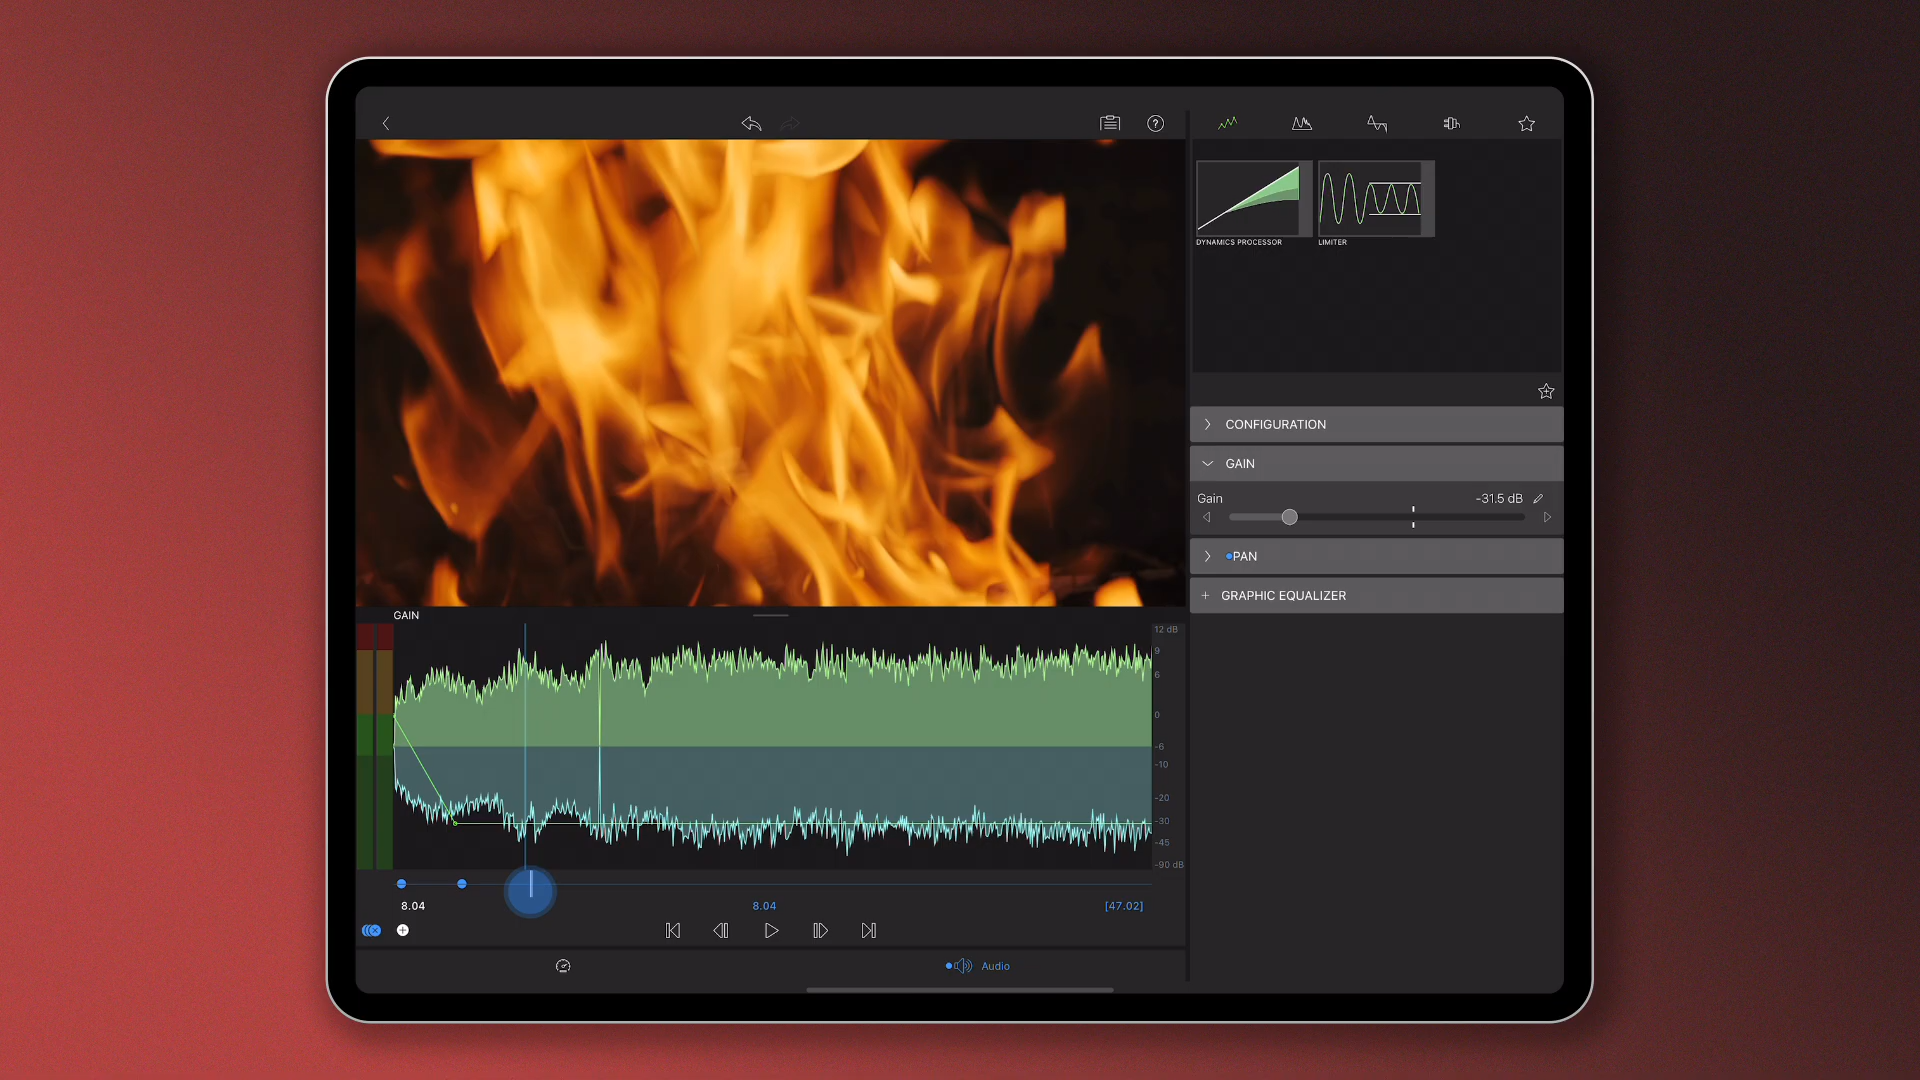 DYNAMICS PROCESSOR
LIMITER
CONFIGURATION
GAIN
Gain
-31.5 dB
PAN
GRAPHIC EQUALIZER
GAIN
12 dB
9
6
0
-6
-10
-20
-30
-45
-90 dB
8.04
8.04
[47.02]
Audio